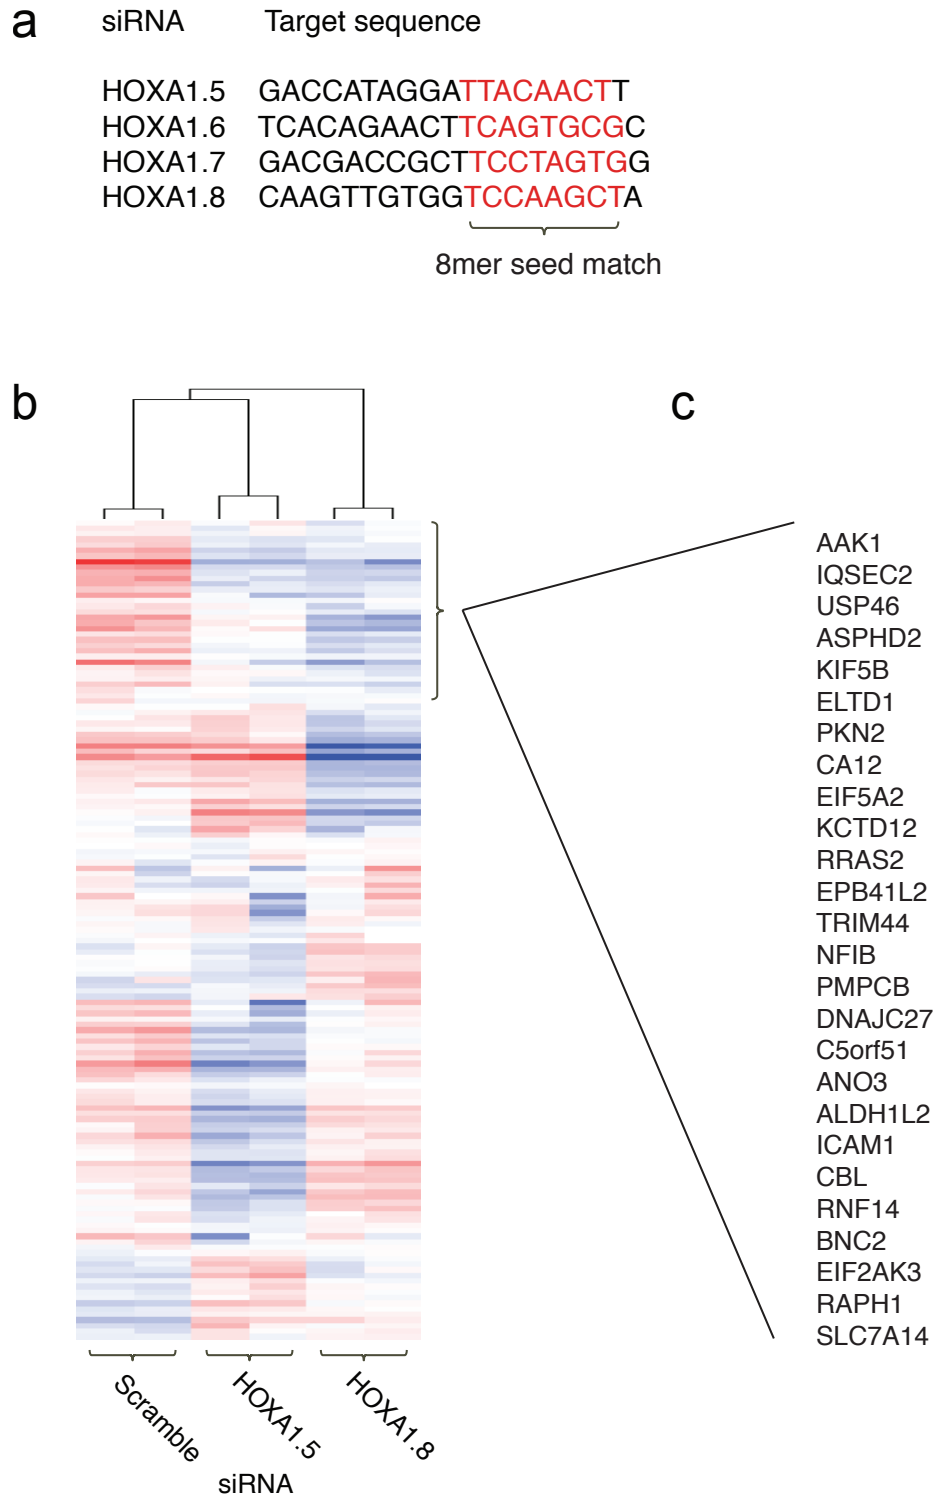 a
siRNA Target sequence
HOXA1.5 GACCATAGGATTACAACTT
HOXA1.6 TCACAGAACTTCAGTGCGC
HOXA1.7 GACGACCGCTTCCTAGTGG
HOXA1.8 CAAGTTGTGGTCCAAGCTA
8mer seed match
b
c
AAK1
IQSEC2
USP46
ASPHD2
KIF5B
ELTD1
PKN2
CA12
EIF5A2
KCTD12
RRAS2
EPB41L2
TRIM44
NFIB
PMPCB
DNAJC27
C5orf51
ANO3
ALDH1L2
ICAM1
CBL
RNF14
BNC2
EIF2AK3
RAPH1
SLC7A14
Scramble
HOXA1.5
HOXA1.8
siRNA